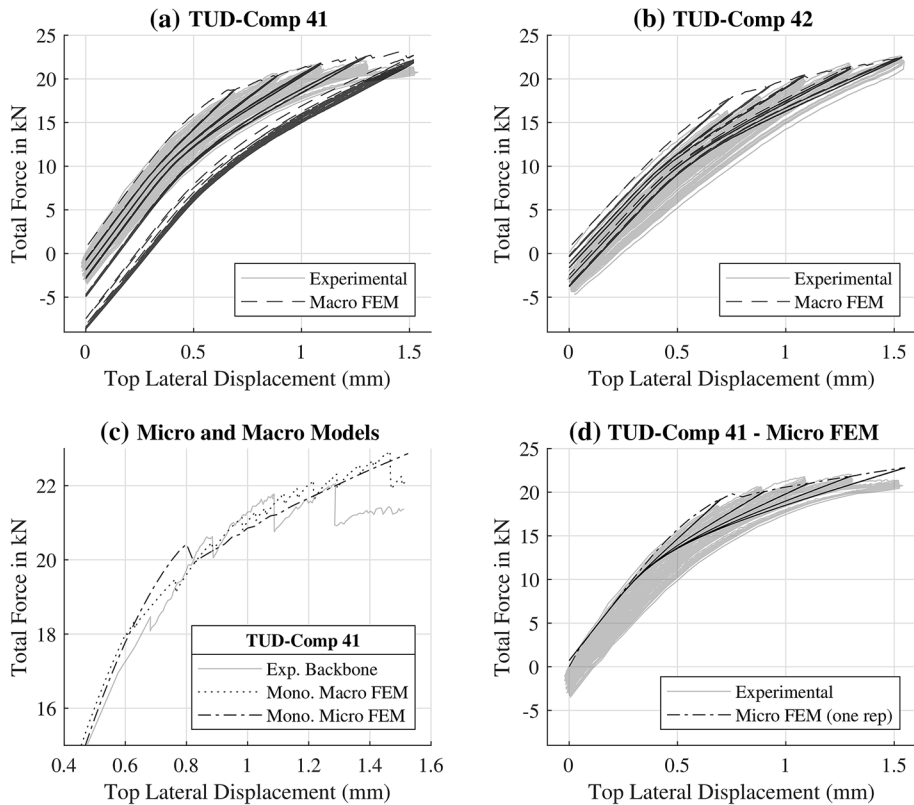 (a) TUD-Comp 41
Total Force in kN
25
20
15
10
5
0
-5
0 0.5 1 1.5
Top Lateral Displacement (mm)
Experimental
Macro FEM
(b) TUD-Comp 42
Total Force in kN
25
20
15
10
5
0
-5
0 0.5 1 1.5
Top Lateral Displacement (mm)
Experimental
Macro FEM
(c) Micro and Macro Models
Total Force in kN
22
20
18
16
0.4 0.6 0.8 1 1.2 1.4 1.6
Top Lateral Displacement (mm)
TUD-Comp 41
Exp. Backbone
Mono. Macro FEM
Mono. Micro FEM
(d) TUD-Comp 41 - Micro FEM
Total Force in kN
25
20
15
10
5
0
-5
0 0.5 1 1.5
Top Lateral Displacement (mm)
Experimental
Micro FEM (one rep)